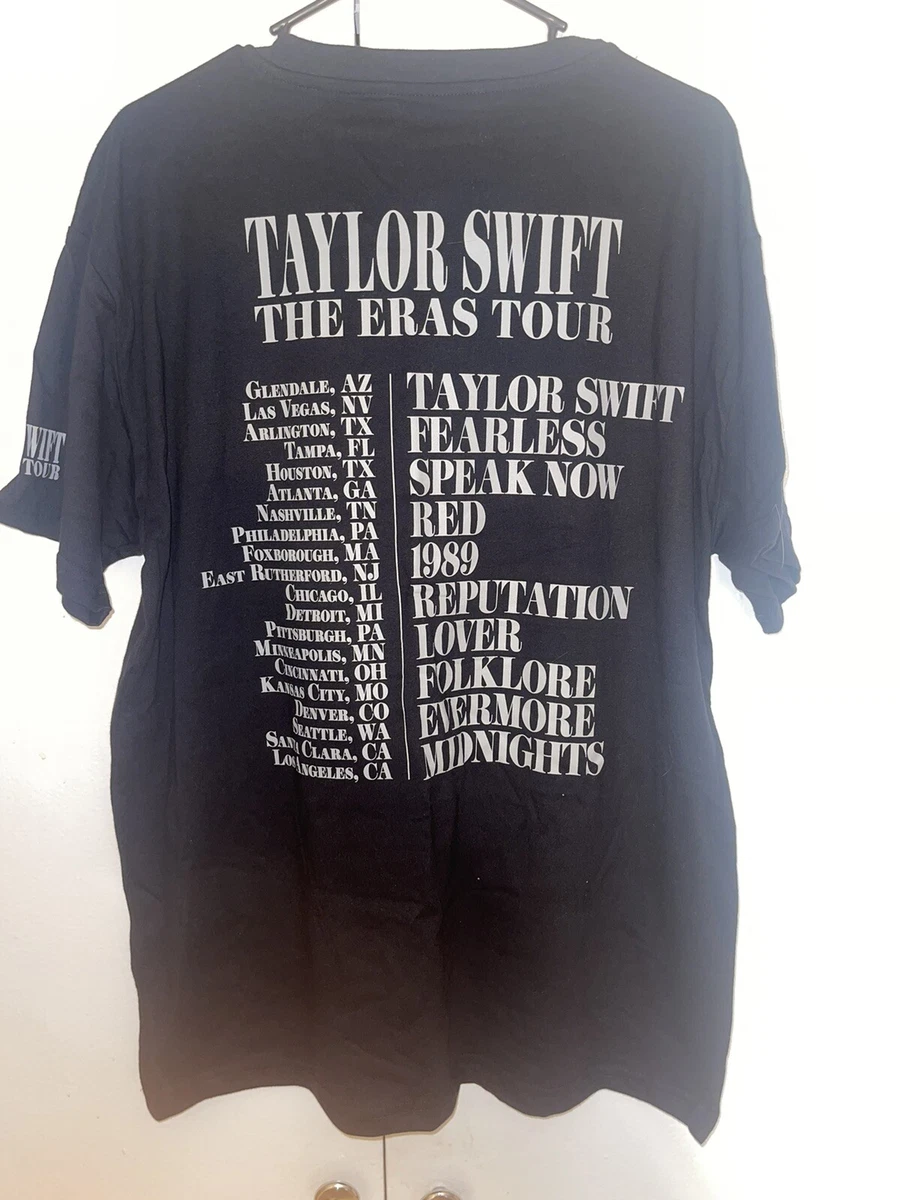 TAYLOR SWIFT
THE ERAS TOUR
GLENDALE, AZ
LAS VEGAS, NV
ARLINGTON, TX
TAMPA, FL
HOUSTON, TX
ATLANTA, GA
NASHVILLE, TN
PHILADELPHIA, PA
FOXBOROUGH, MA
EAST RUTHERFORD, NJ
CHICAGO, IL
DETROIT, MI
PITTSBURGH, PA
MINNEAPOLIS, MN
CINCINNATI, OH
KANSAS CITY, MO
DENVER, CO
SEATTLE, WA
SANTA CLARA, CA
LOS ANGELES, CA
TAYLOR SWIFT
FEARLESS
SPEAK NOW
RED
1989
REPUTATION
LOVER
FOLKLORE
EVERMORE
MIDNIGHTS
WIFT
TOUR